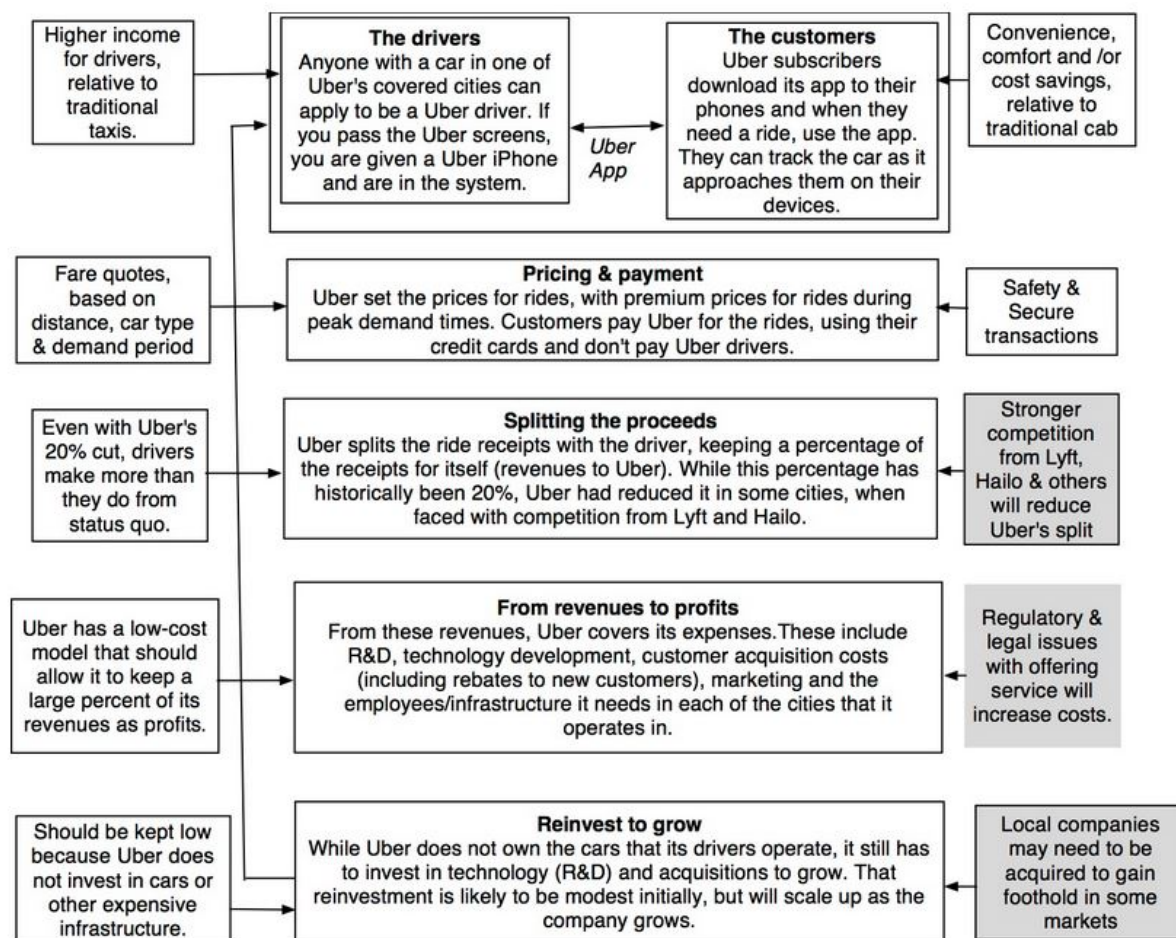 Higher income
for drivers,
relative to
traditional
taxis.
The drivers
Anyone with a car in one of
Uber's covered cities can
apply to be a Uber driver. If
you pass the Uber screens,
you are given a Uber iPhone
and are in the system.
Uber
App
The customers
Uber subscribers
download its app to their
phones and when they
need a ride, use the app.
They can track the car as it
approaches them on their
devices.
Convenience,
comfort and /or
cost savings,
relative to
traditional cab
Fare quotes,
based on
distance, car type
& demand period
Pricing & payment
Uber set the prices for rides, with premium prices for rides during
peak demand times. Customers pay Uber for the rides, using their
credit cards and don't pay Uber drivers.
Safety &
Secure
transactions
Even with Uber's
20% cut, drivers
make more than
they do from
status quo.
Splitting the proceeds
Uber splits the ride receipts with the driver, keeping a percentage of
the receipts for itself (revenues to Uber). While this percentage has
historically been 20%, Uber had reduced it in some cities, when
faced with competition from Lyft and Hailo.
Stronger
competition
from Lyft,
Hailo & others
will reduce
Uber's split
Uber has a low-cost
model that should
allow it to keep a
large percent of its
revenues as profits.
From revenues to profits
From these revenues, Uber covers its expenses.These include
R&D, technology development, customer acquisition costs
(including rebates to new customers), marketing and the
employees/infrastructure it needs in each of the cities that it
operates in.
Regulatory &
legal issues
with offering
service will
increase costs.
Should be kept low
because Uber does
not invest in cars or
other expensive
infrastructure.
Reinvest to grow
While Uber does not own the cars that its drivers operate, it still has
to invest in technology (R&D) and acquisitions to grow. That
reinvestment is likely to be modest initially, but will scale up as the
company grows.
Local companies
may need to be
acquired to gain
foothold in some
markets